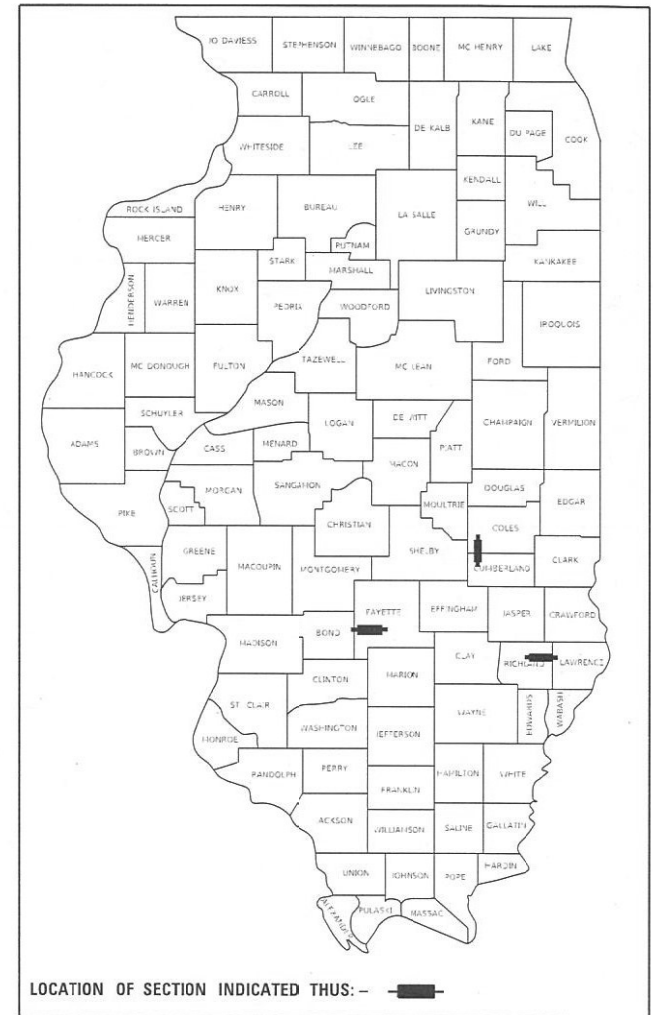 JO DAVIESS STEPHENSON WINNEBAGO BOONE MC HENRY LAKE
CARROLL OGLE DE KALB KANE DU PAGE COOK
WHITESIDE LEE
KENDALL WILL
ROCK ISLAND HENRY BUREAU LA SALLE GRUNDY
MERCER PUTNAM
STARK MARSHALL KANKAKEE
HENDERSON WARREN KNOX PEORIA WOODFORD LIVINGSTON IROQUOIS
HANCOCK MC DONOUGH FULTON TAZEWELL MC LEAN FORD
MASON
SCHUYLER LOGAN DE WITT CHAMPAIGN VERMILION
ADAMS BROWN CASS MENARD PIATT
MACON
MORGAN SANGAMON DOUGLAS
PIKE SCOTT MOULTRIE EDGAR
CHRISTIAN COLES
GREENE SHELBY
CALHOUN MACOUPIN MONTGOMERY CUMBERLAND CLARK
JERSEY FAYETTE EFFINGHAM JASPER CRAWFORD
MADISON BOND
CLAY RICHLAND LAWRENCE
CLINTON MARION
ST. CLAIR WAYNE EDWARDS WABASH
MONROE WASHINGTON JEFFERSON
RANDOLPH PERRY HAMILTON WHITE
FRANKLIN
JACKSON WILLIAMSON SALINE GALLATIN
UNION JOHNSON POPE HARDIN
ALEXANDER PULASKI MASSAC
LOCATION OF SECTION INDICATED THUS: –